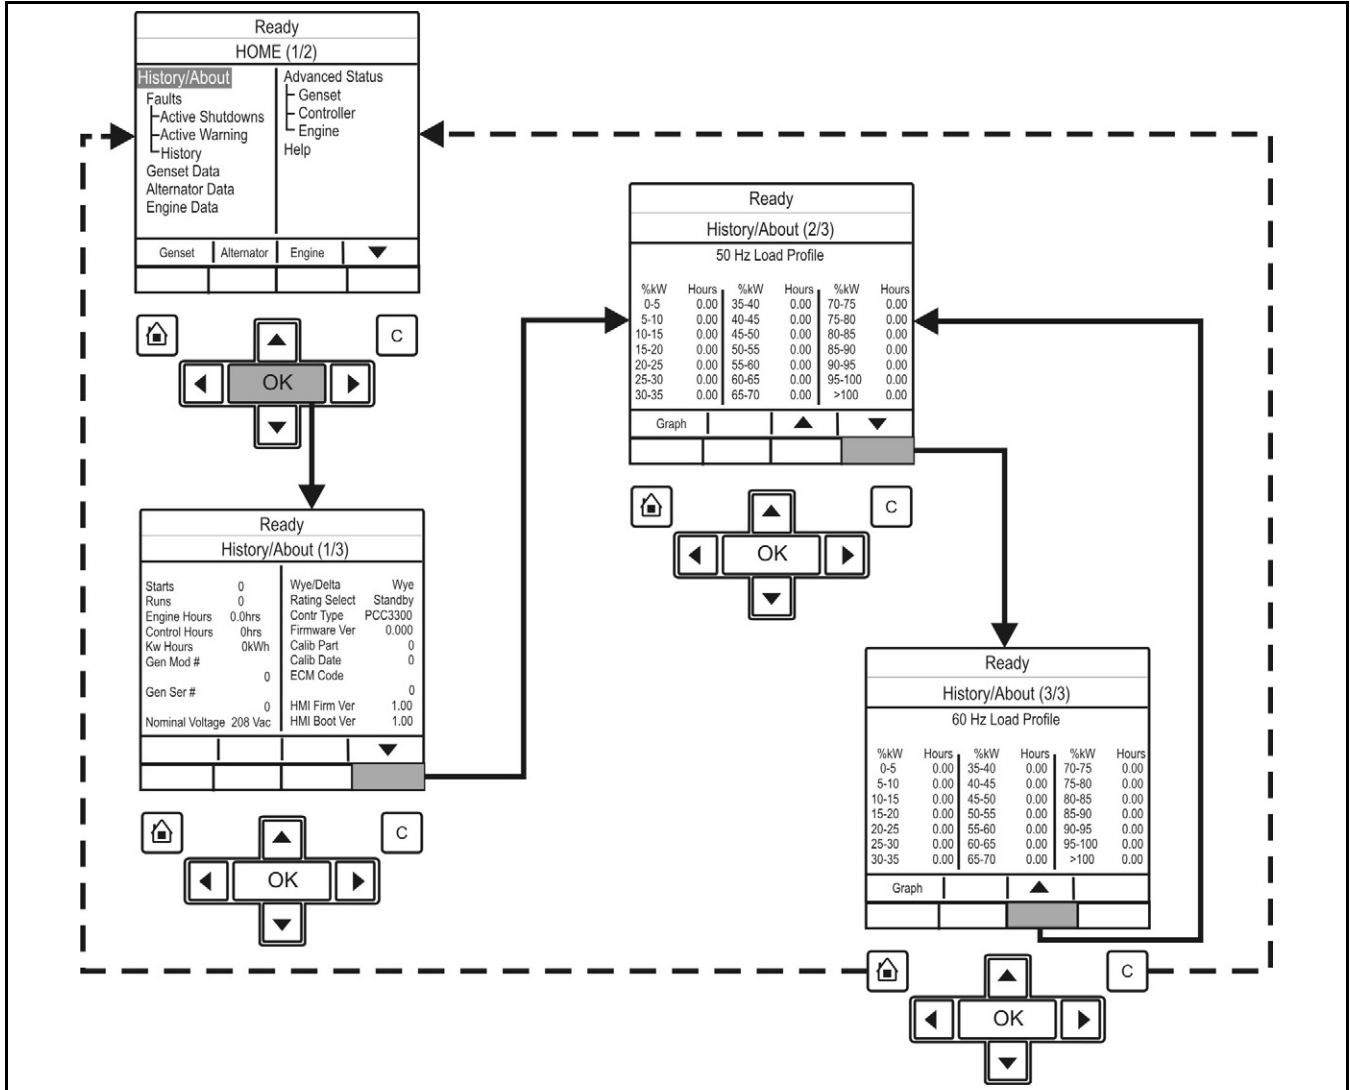 Ready
HOME (1/2)
History/About
Faults
Active Shutdowns
Active Warning
History
Genset Data
Alternator Data
Engine Data
Advanced Status
Genset
Controller
Engine
Help
Genset Alternator Engine
C
OK
Ready
History/About (1/3)
Starts 0
Runs 0
Engine Hours 0.0hrs
Control Hours 0hrs
Kw Hours 0kWh
Gen Mod #
0
Gen Ser #
0
Nominal Voltage 208 Vac
Wye/Delta Wye
Rating Select Standby
Contr Type PCC3300
Firmware Ver 0.000
Calib Part 0
Calib Date 0
ECM Code
0
HMI Firm Ver 1.00
HMI Boot Ver 1.00
C
OK
Ready
History/About (2/3)
50 Hz Load Profile
%kW Hours %kW Hours %kW Hours
0-5 0.00 35-40 0.00 70-75 0.00
5-10 0.00 40-45 0.00 75-80 0.00
10-15 0.00 45-50 0.00 80-85 0.00
15-20 0.00 50-55 0.00 85-90 0.00
20-25 0.00 55-60 0.00 90-95 0.00
25-30 0.00 60-65 0.00 95-100 0.00
30-35 0.00 65-70 0.00 >100 0.00
Graph
C
OK
Ready
History/About (3/3)
60 Hz Load Profile
%kW Hours %kW Hours %kW Hours
0-5 0.00 35-40 0.00 70-75 0.00
5-10 0.00 40-45 0.00 75-80 0.00
10-15 0.00 45-50 0.00 80-85 0.00
15-20 0.00 50-55 0.00 85-90 0.00
20-25 0.00 55-60 0.00 90-95 0.00
25-30 0.00 60-65 0.00 95-100 0.00
30-35 0.00 65-70 0.00 >100 0.00
Graph
C
OK